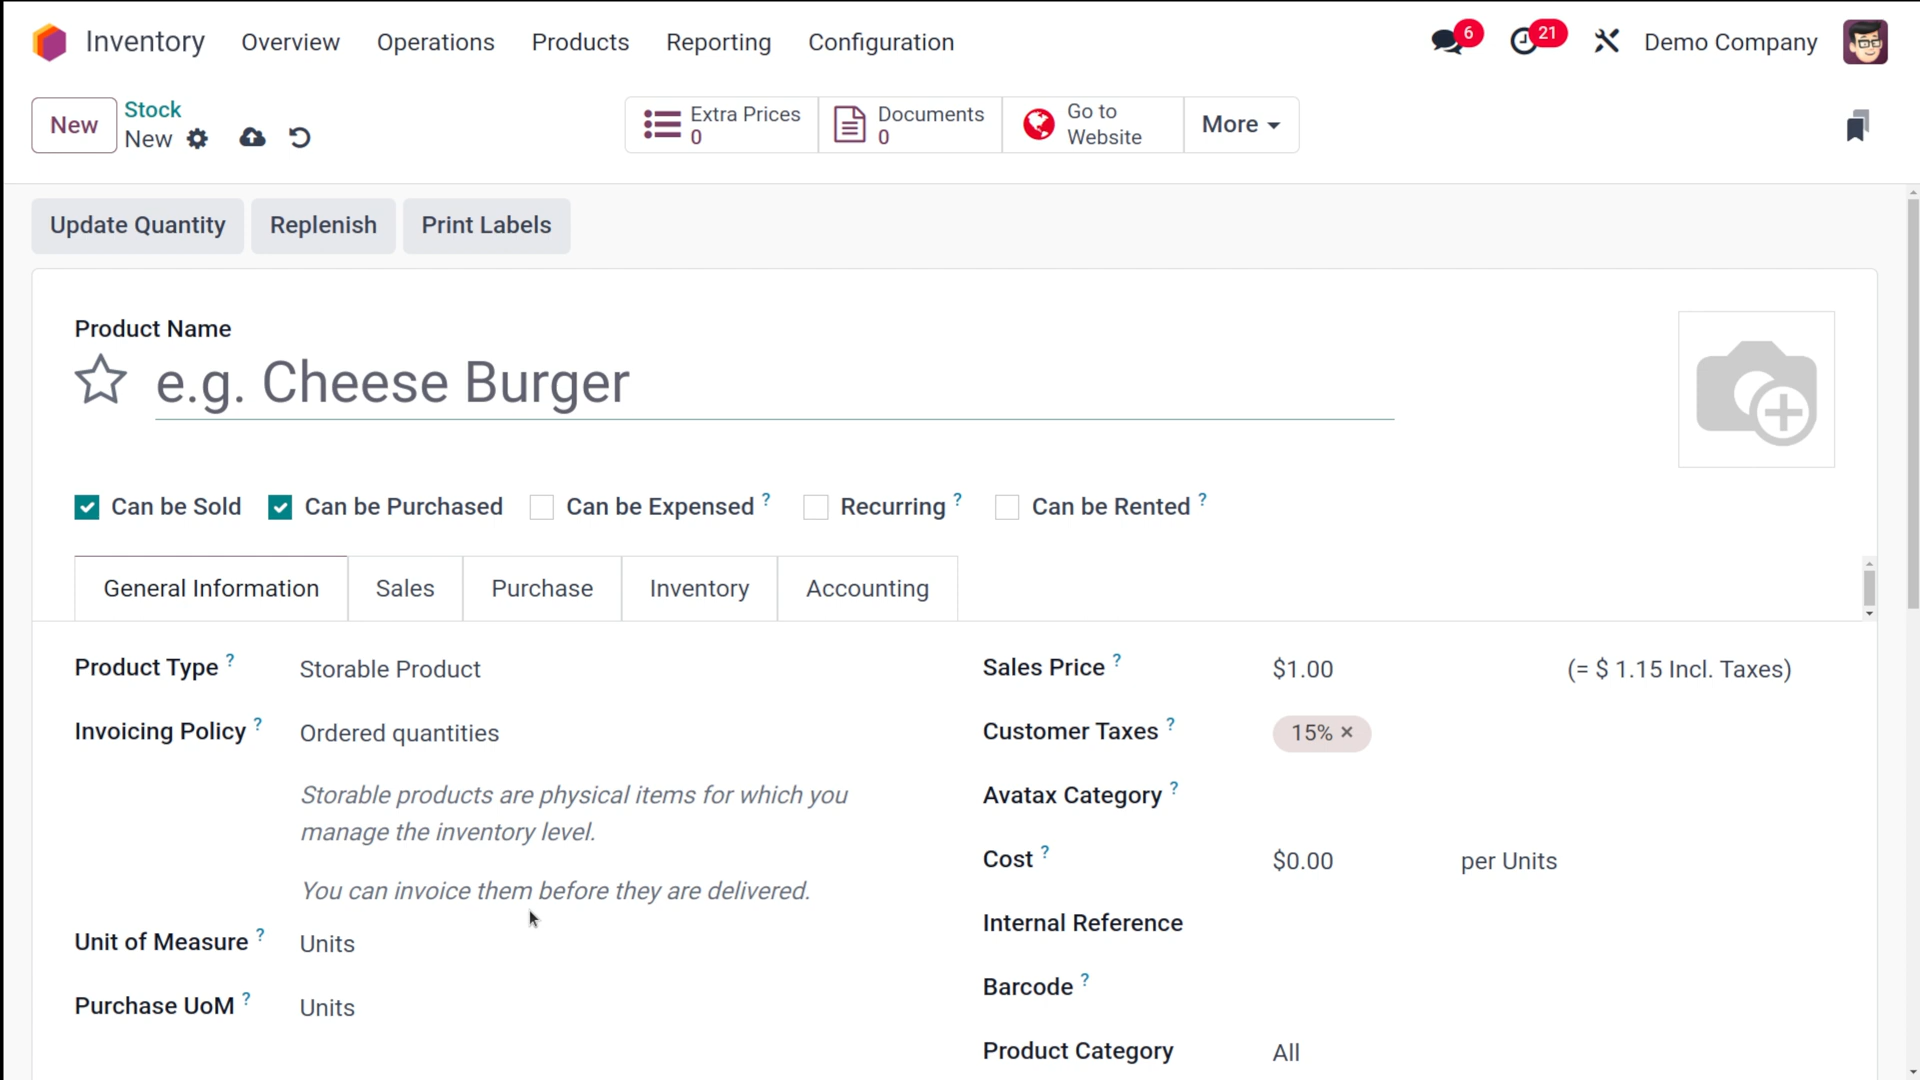 Inventory Overview Operations Products Reporting Configuration 6 21 Demo Company
New Stock New
Extra Prices 0
Documents 0
Go to Website
More
Update Quantity Replenish Print Labels
Product Name
e.g. Cheese Burger
Can be Sold Can be Purchased Can be Expensed ? Recurring ? Can be Rented ?
General Information Sales Purchase Inventory Accounting
Product Type ? Storable Product
Invoicing Policy ? Ordered quantities
Storable products are physical items for which you
manage the inventory level.
You can invoice them before they are delivered.
Unit of Measure ? Units
Purchase UoM ? Units
Sales Price ? $1.00 (= $ 1.15 Incl. Taxes)
Customer Taxes ? 15% ×
Avatax Category ?
Cost ? $0.00 per Units
Internal Reference
Barcode ?
Product Category All